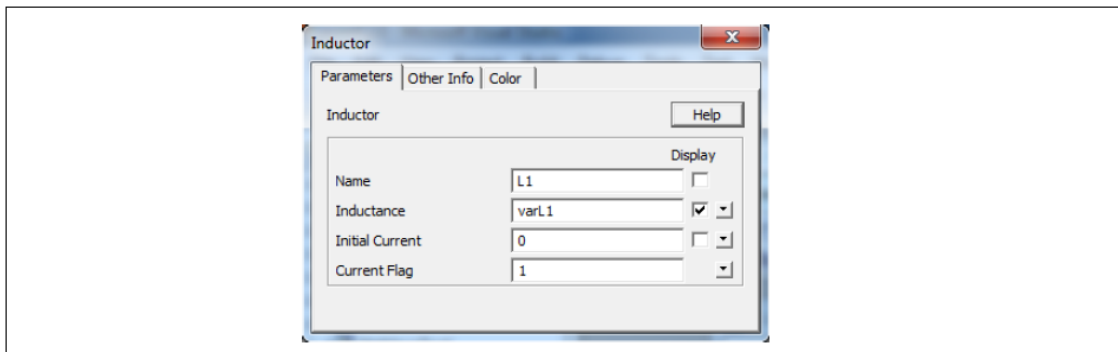 Inductor
Parameters Other Info Color
Inductor Help
Display
Name L1
Inductance varL1
Initial Current 0
Current Flag 1